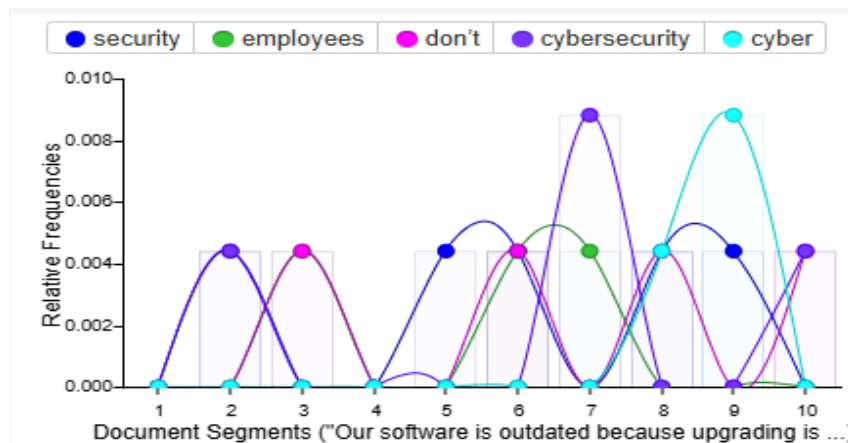 security employees don't cybersecurity cyber
0.010
0.008
0.006
0.004
0.002
0.000
Relative Frequencies
1 2 3 4 5 6 7 8 9 10
Document Segments ("Our software is outdated because upgrading is ...)